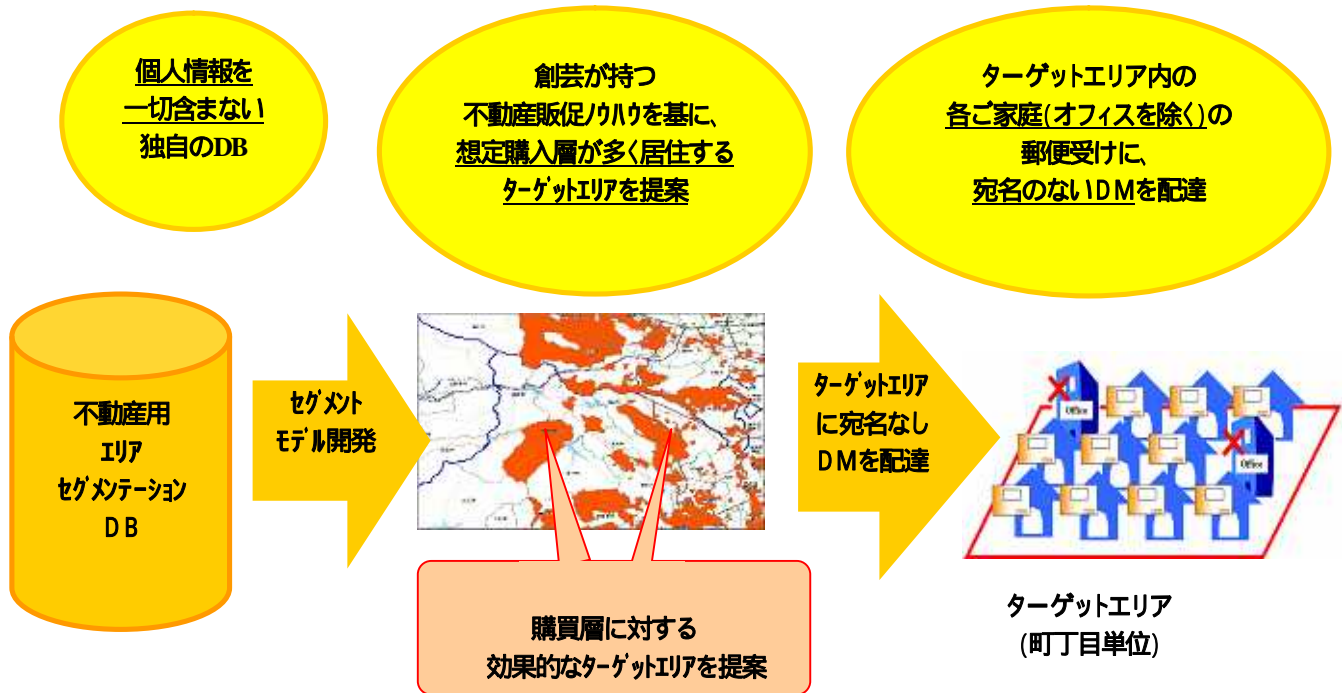 個人情報を
一切含まない
独自のDB
創芸が持つ
不動産販促ﾉｳﾊｳを基に、
想定購入層が多く居住する
ﾀｰｹﾞｯﾄｴﾘｱを提案
ターゲットエリア内の
各ご家庭(オフィスを除く)の
郵便受けに、
宛名のないDMを配達
不動産用
ｴﾘｱ
ｾｸﾞﾒﾝﾃｰｼｮﾝ
DB
ｾｸﾞﾒﾝﾄ
ﾓﾃﾞﾙ開発
ﾀｰｹﾞｯﾄｴﾘｱ
に宛名なし
DMを配達
Office
Office
購買層に対する
効果的なﾀｰｹﾞｯﾄｴﾘｱを提案
ターゲットエリア
(町丁目単位)